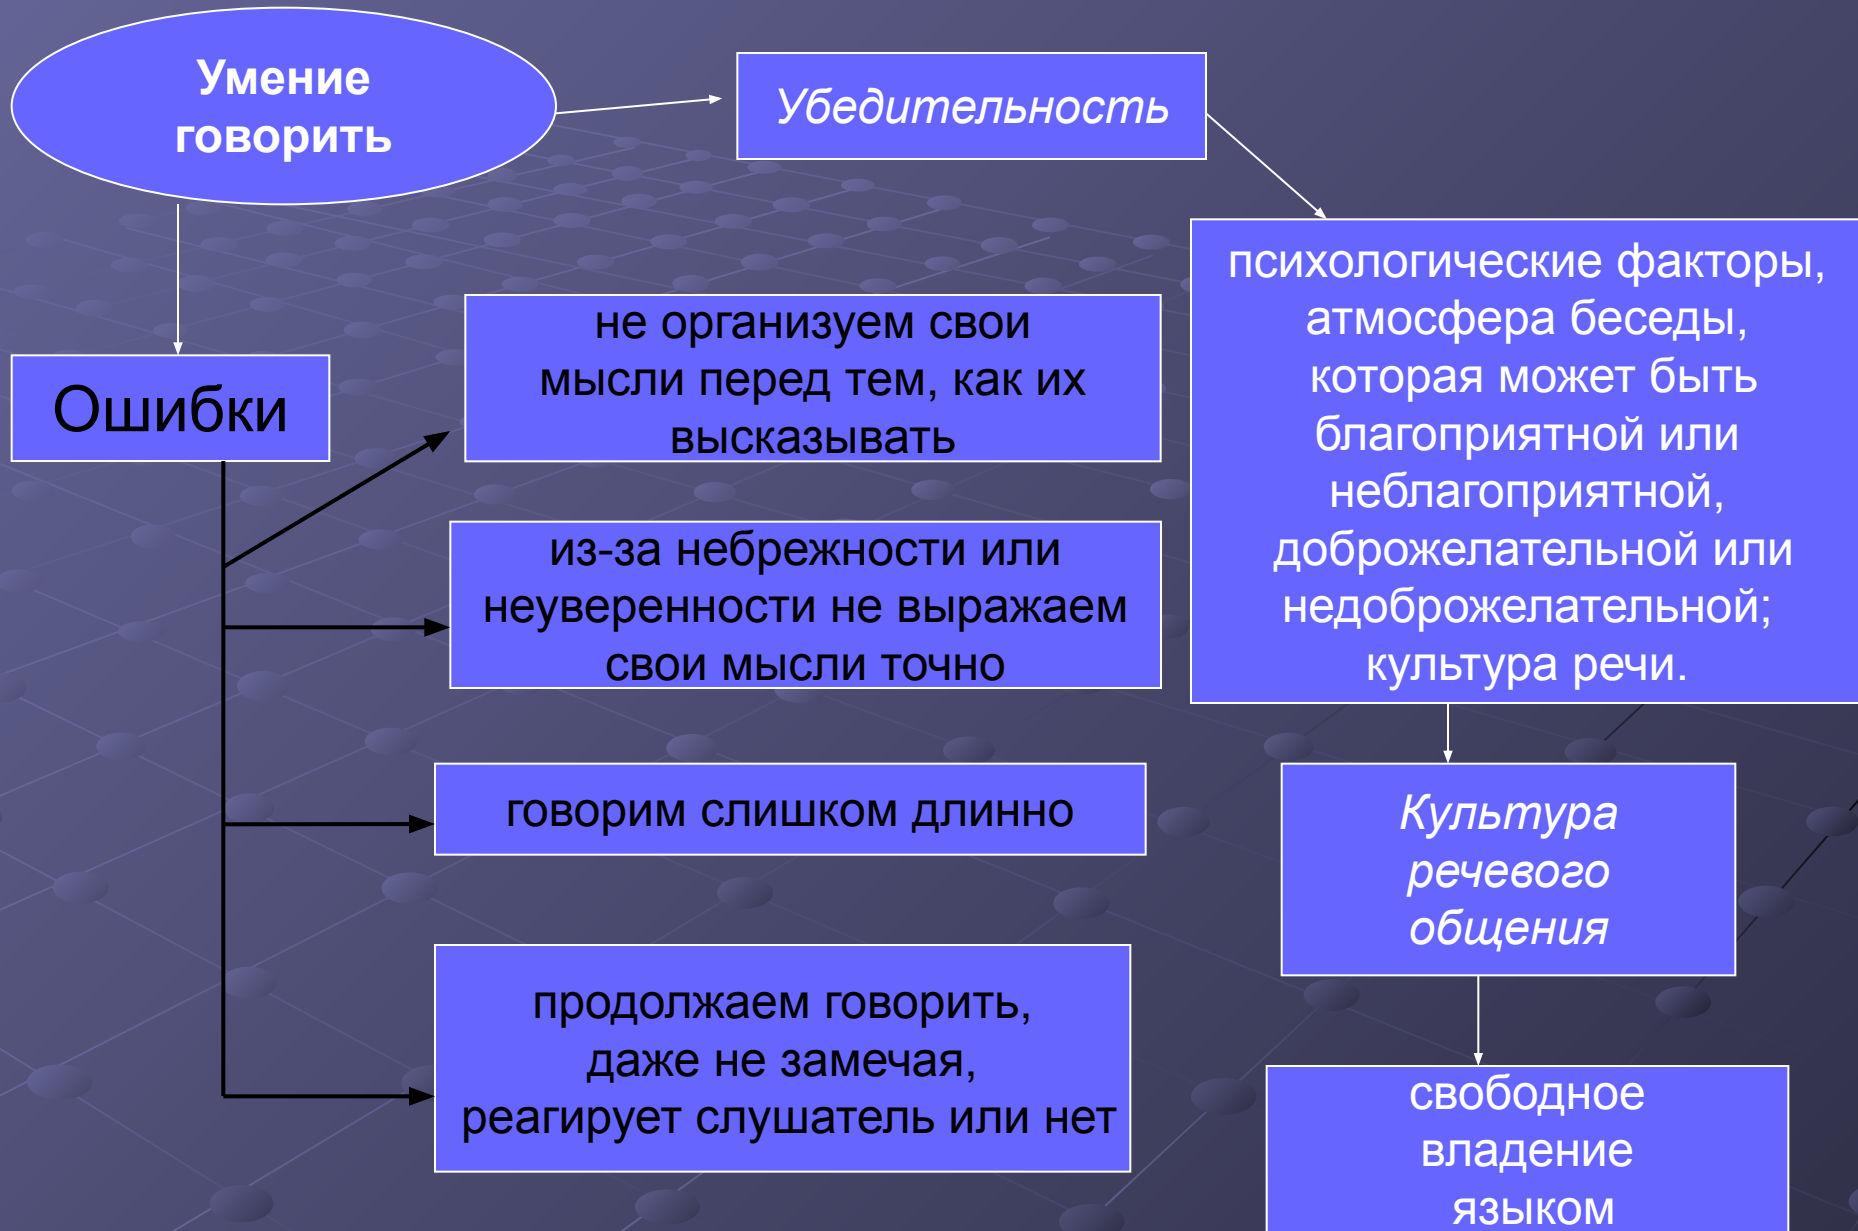 Умение
говорить
Убедительность
Ошибки
не организуем свои
мысли перед тем, как их
высказывать
из-за небрежности или
неуверенности не выражаем
свои мысли точно
говорим слишком длинно
продолжаем говорить,
даже не замечая,
реагирует слушатель или нет
психологические факторы,
атмосфера беседы,
которая может быть
благоприятной или
неблагоприятной,
доброжелательной или
недоброжелательной;
культура речи.
Культура
речевого
общения
свободное
владение
языком